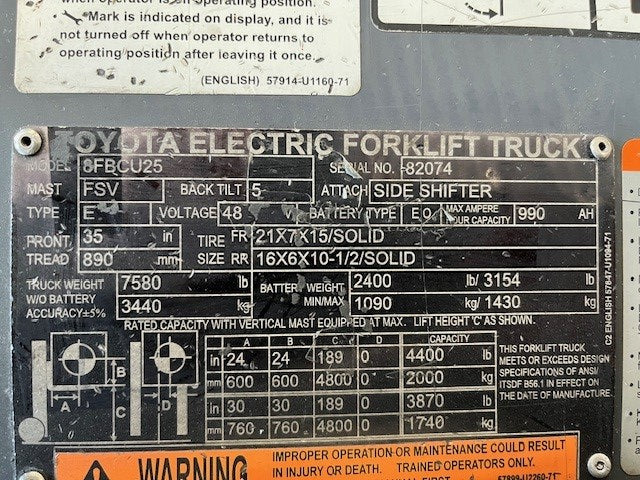 when operator is on operating position.
• Mark is indicated on display, and it is
not turned off when operator returns to
operating position after leaving it once.
(ENGLISH) 57914-U1160-71
TOYOTA ELECTRIC FORKLIFT TRUCK
MODEL 8FBCU25 SERIAL NO. -82074
MAST FSV BACK TILT 5 ATTACH SIDE SHIFTER
TYPE E VOLTAGE 48 V BATTERY TYPE E O MAX AMPERE HOUR CAPACITY 990 AH
FRONT TREAD 35 in TIRE SIZE FR 21X7X15/SOLID
890 mm RR 16X6X10-1/2/SOLID
TRUCK WEIGHT W/O BATTERY ACCURACY±5% 7580 lb BATTERY WEIGHT MIN/MAX 2400 lb/ 3154 lb
3440 kg 1090 kg/ 1430 kg
RATED CAPACITY WITH VERTICAL MAST EQUIPPED AT MAX. LIFT HEIGHT 'C' AS SHOWN.
A B C D
in 24 24 189 0 4400 lb
mm 600 600 4800 0 2000 kg
in 30 30 189 0 3870 lb
mm 760 760 4800 0 1740 kg
B
A C D
THIS FORKLIFT TRUCK
MEETS OR EXCEEDS DESIGN
SPECIFICATIONS OF ANSI/
ITSDF B56.1 IN EFFECT ON
THE DATE OF MANUFACTURE.
C2 ENGLISH 57847-U1094-71
WARNING
IMPROPER OPERATION OR MAINTENANCE COULD RESULT
IN INJURY OR DEATH. TRAINED OPERATORS ONLY.
57899-U2260-71